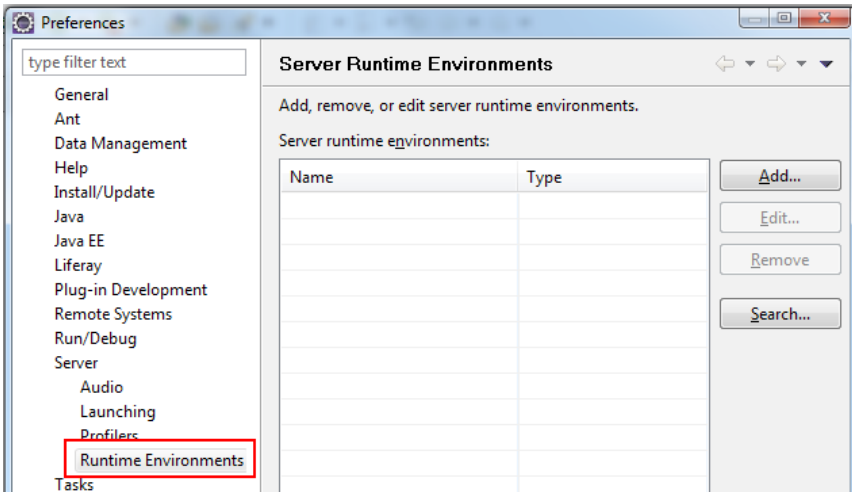 Preferences
type filter text
General
Ant
Data Management
Help
Install/Update
Java
Java EE
Liferay
Plug-in Development
Remote Systems
Run/Debug
Server
Audio
Launching
Profilers
Runtime Environments
Tasks
Server Runtime Environments
Add, remove, or edit server runtime environments.
Server runtime environments:
Name Type
Add...
Edit...
Remove
Search...